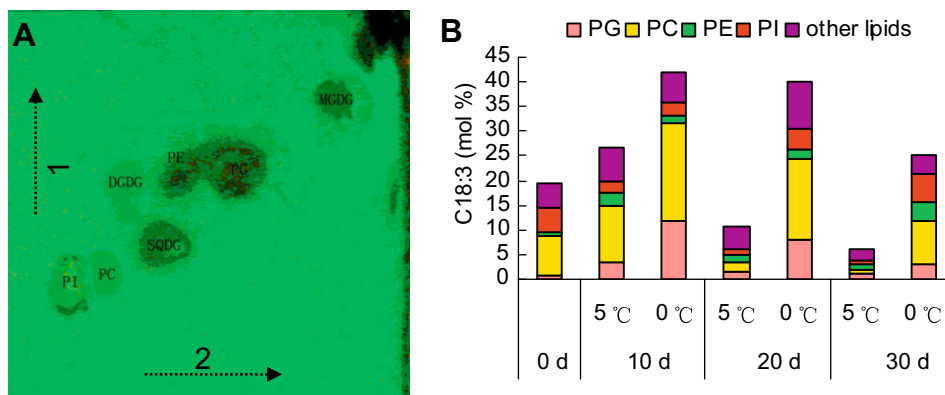 A
MGDG
PE
PG
DGDG
SQDG
PI
PC
1
2
B
PG PC PE PI other lipids
C18:3 (mol %)
45
40
35
30
25
20
15
10
5
0
5 ℃ 0 ℃ 5 ℃ 0 ℃ 5 ℃ 0 ℃
0 d 10 d 20 d 30 d